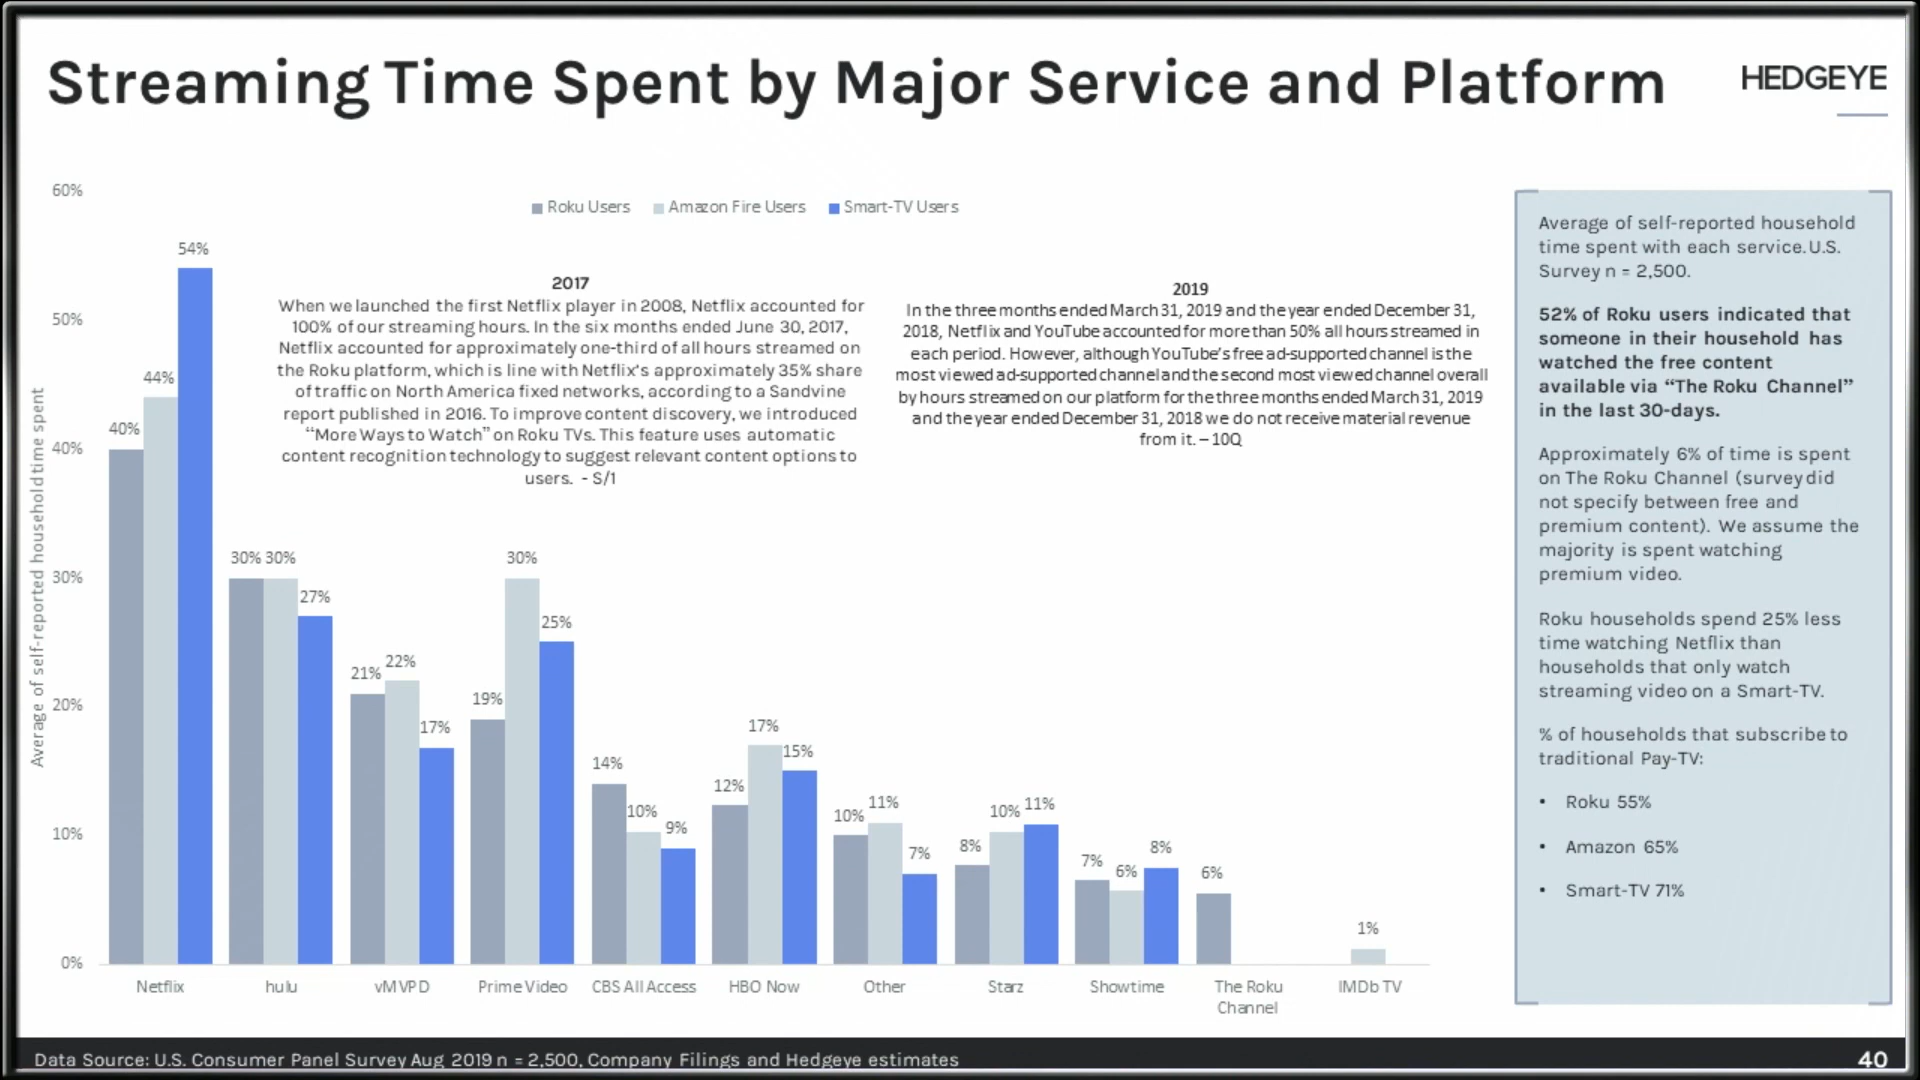 Streaming Time Spent by Major Service and Platform
HEDGEYE
60%
50%
40%
30%
20%
10%
0%
Average of self-reported household time spent
Roku Users
Amazon Fire Users
Smart-TV Users
2017
When we launched the first Netflix player in 2008, Netflix accounted for
100% of our streaming hours. In the six months ended June 30, 2017,
Netflix accounted for approximately one-third of all hours streamed on
the Roku platform, which is line with Netflix's approximately 35% share
of traffic on North America fixed networks, according to a Sandvine
report published in 2016. To improve content discovery, we introduced
“More Ways to Watch” on Roku TVs. This feature uses automatic
content recognition technology to suggest relevant content options to
users. - S/1
2019
In the three months ended March 31, 2019 and the year ended December 31,
2018, Netflix and YouTube accounted for more than 50% all hours streamed in
each period. However, although YouTube's free ad-supported channel is the
most viewed ad-supported channel and the second most viewed channel overall
by hours streamed on our platform for the three months ended March 31, 2019
and the year ended December 31, 2018 we do not receive material revenue
from it. – 10Q
40% 44% 54%
30% 30% 27%
21% 22% 17%
19% 30% 25%
14% 10% 9%
12% 17% 15%
10% 11% 7%
8% 10% 11%
7% 6% 8%
6%
1%
Netflix
hulu
vMVPD
Prime Video
CBS All Access
HBO Now
Other
Starz
Showtime
The Roku
Channel
IMDb TV
Average of self-reported household
time spent with each service. U.S.
Survey n = 2,500.
52% of Roku users indicated that
someone in their household has
watched the free content
available via “The Roku Channel”
in the last 30-days.
Approximately 6% of time is spent
on The Roku Channel (survey did
not specify between free and
premium content). We assume the
majority is spent watching
premium video.
Roku households spend 25% less
time watching Netflix than
households that only watch
streaming video on a Smart-TV.
% of households that subscribe to
traditional Pay-TV:
• Roku 55%
• Amazon 65%
• Smart-TV 71%
Data Source: U.S. Consumer Panel Survey Aug 2019 n = 2,500, Company Filings and Hedgeye estimates
40